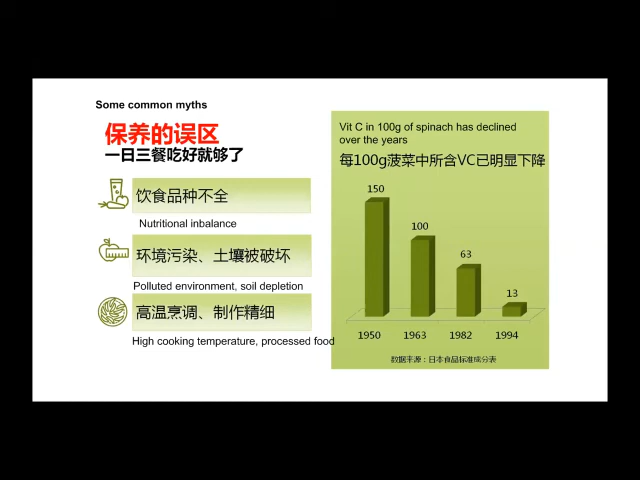 Some common myths
保养的误区
一日三餐吃好就够了
饮食品种不全
Nutritional inbalance
环境污染、土壤被破坏
Polluted environment, soil depletion
高温烹调、制作精细
High cooking temperature, processed food
Vit C in 100g of spinach has declined
over the years
每100g菠菜中所含VC已明显下降
150
100
63
13
1950 1963 1982 1994
数据来源：日本食品标准成分表